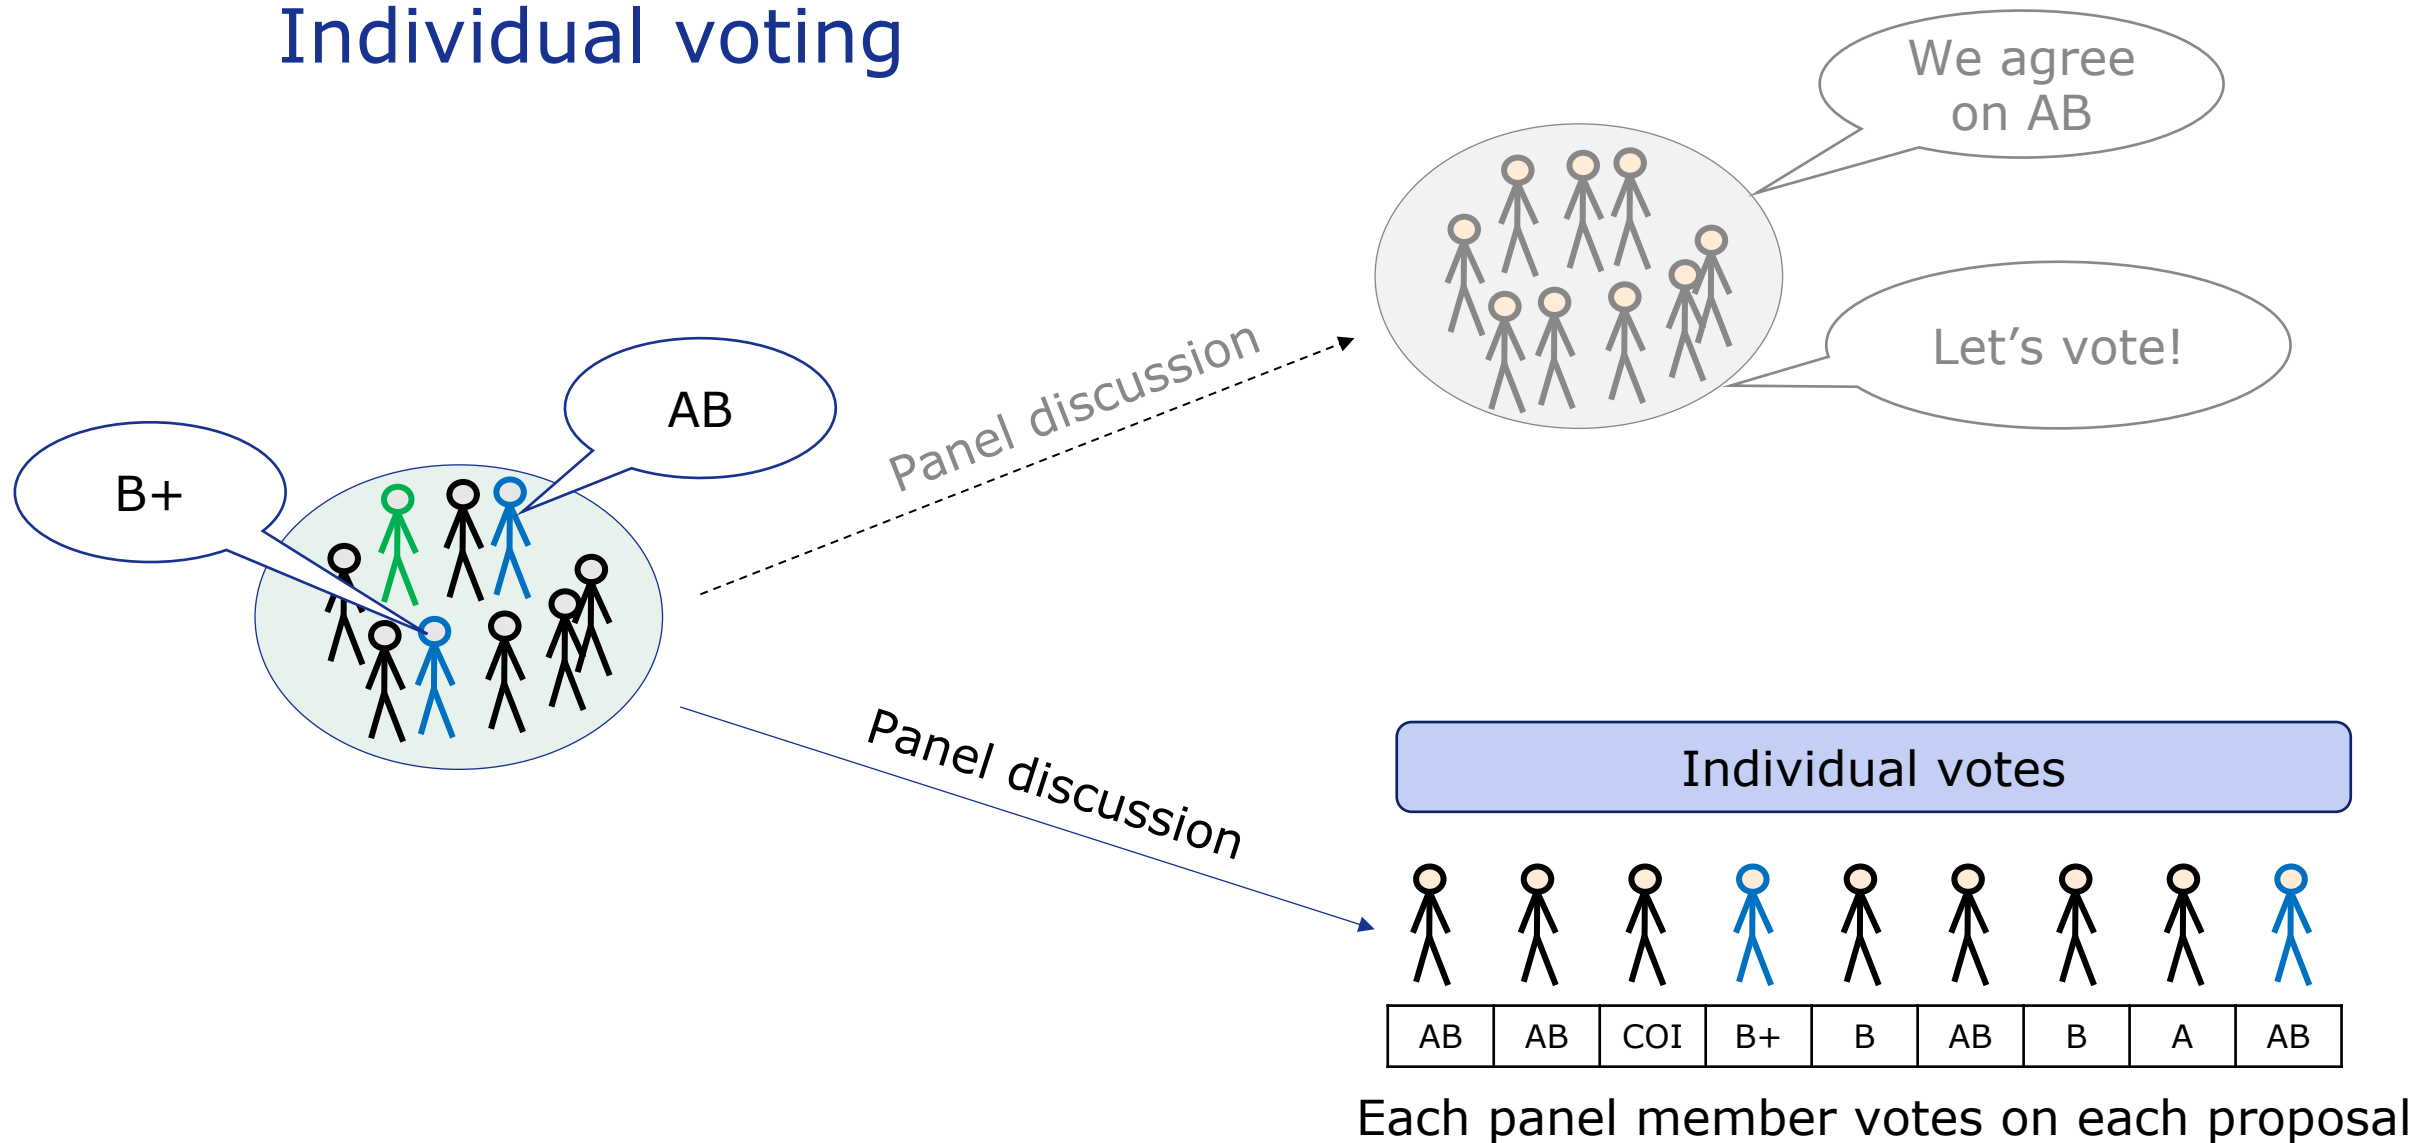 Individual voting
We agree
on AB
Let's vote!
Panel discussion
AB
B+
Panel discussion
Individual votes
AB AB COI B+ B AB B A AB
Each panel member votes on each proposal